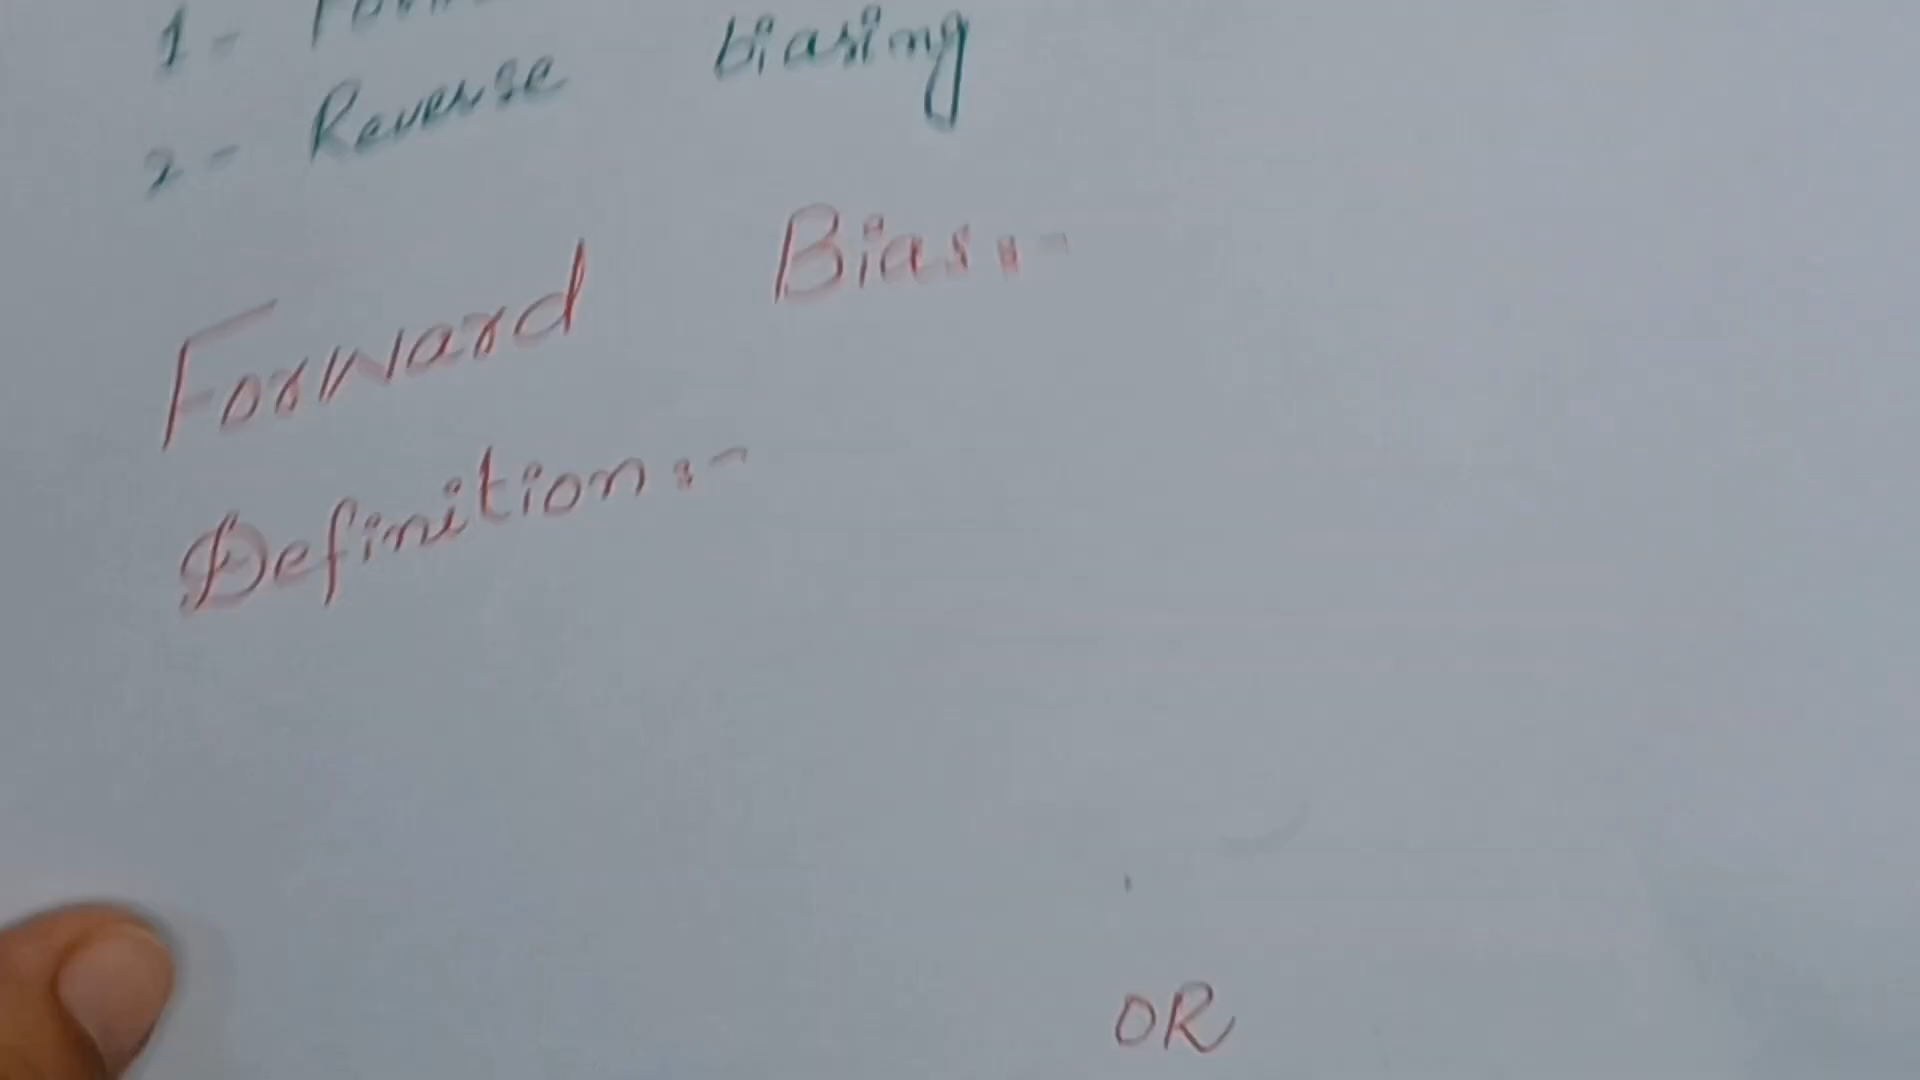 1-
2- Reverse biasing
Forward Bias:-
Definition:-
OR